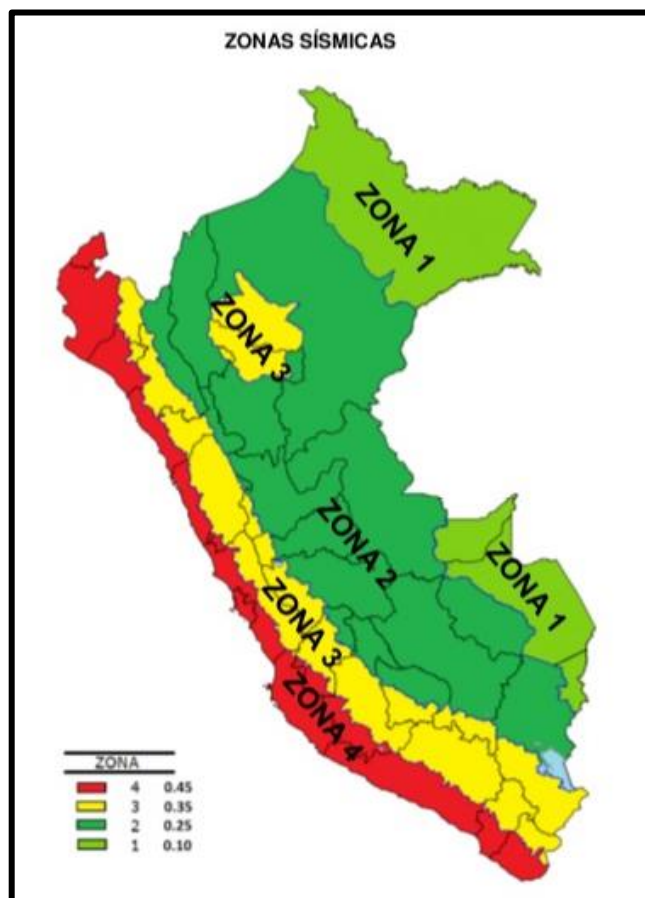 ZONAS SÍSMICAS
ZONA 1
ZONA 3
ZONA 2
ZONA 1
ZONA 3
ZONA 4
ZONA
4 0.45
3 0.35
2 0.25
1 0.10